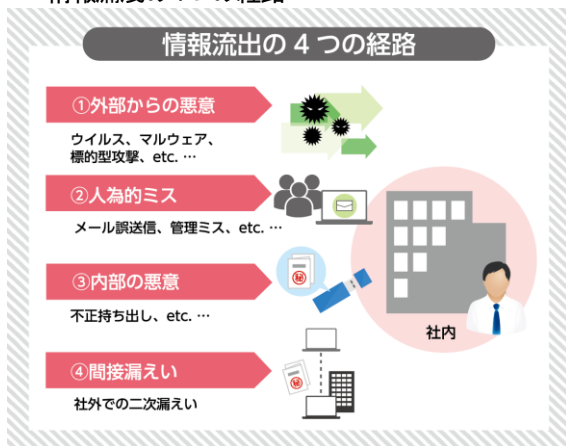 情報流出の4つの経路
①外部からの悪意
ウイルス、マルウェア、
標的型攻撃、etc. …
②人為的ミス
メール誤送信、管理ミス、etc. …
③内部の悪意
㊙
不正持ち出し、etc. …
社内
④間接漏えい
㊙
社外での二次漏えい